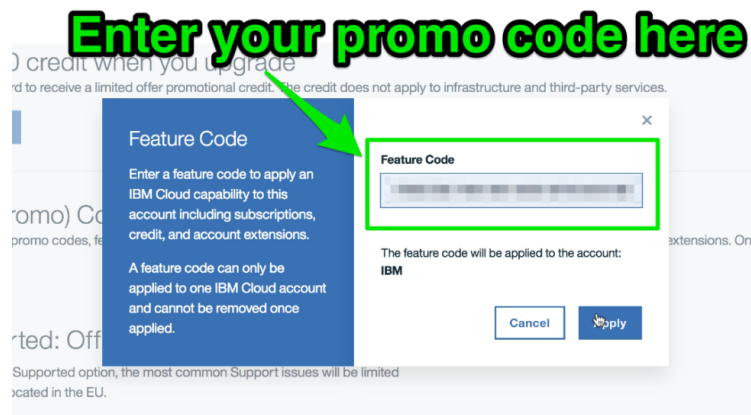 Enter your promo code here
0 credit when you upgrade
rd to receive a limited offer promotional credit. The credit does not apply to infrastructure and third-party services.
Feature Code
Enter a feature code to apply an
IBM Cloud capability to this
account including subscriptions,
credit, and account extensions.
A feature code can only be
applied to one IBM Cloud account
and cannot be removed once
applied.
×
Feature Code
The feature code will be applied to the account:
IBM
Cancel
Apply
romo) Co
promo codes, fe
extensions. On
rted: Off
Supported option, the most common Support issues will be limited
ocated in the EU.